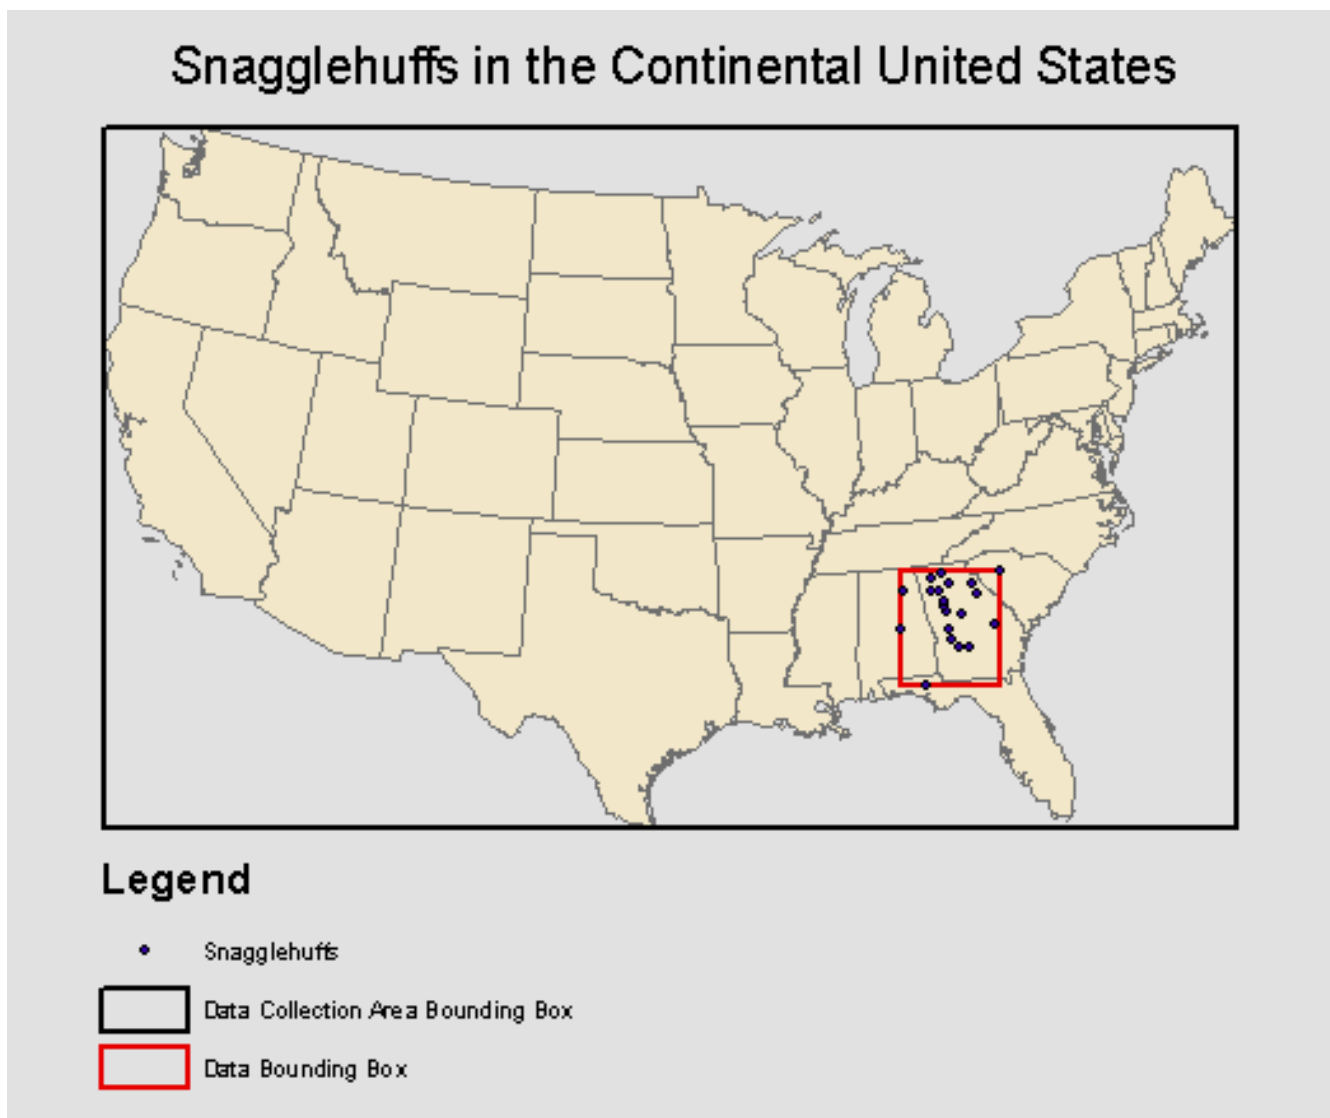 Snagglehuffs in the Continental United States
Legend
Snagglehuffs
Data Collection Area Bounding Box
Data Bounding Box